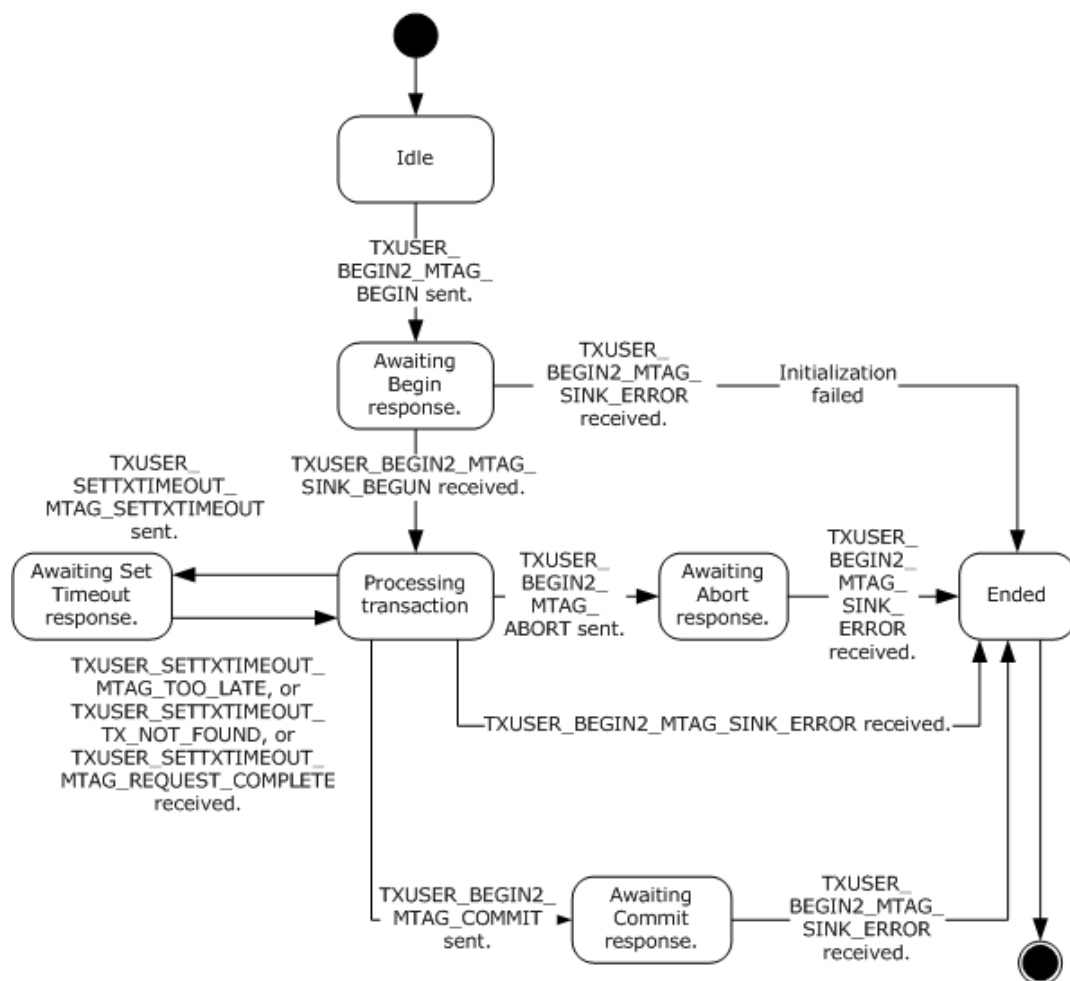 Idle
TXUSER_
BEGIN2_MTAG_
BEGIN sent.
Awaiting
Begin
response.
TXUSER_
BEGIN2_MTAG_
SINK_ERROR
received.
Initialization
failed
TXUSER_BEGIN2_MTAG_
SINK_BEGUN received.
TXUSER_
SETTXTIMEOUT_
MTAG_SETTXTIMEOUT
sent.
Awaiting Set
Timeout
response.
Processing
transaction
TXUSER_
BEGIN2_
MTAG_
ABORT sent.
Awaiting
Abort
response.
TXUSER_
BEGIN2_
MTAG_
SINK_
ERROR
received.
Ended
TXUSER_SETTXTIMEOUT_
MTAG_TOO_LATE, or
TXUSER_SETTXTIMEOUT_
TX_NOT_FOUND, or
TXUSER_SETTXTIMEOUT_
MTAG_REQUEST_COMPLETE
received.
TXUSER_BEGIN2_MTAG_SINK_ERROR received.
TXUSER_BEGIN2_
MTAG_COMMIT
sent.
Awaiting
Commit
response.
TXUSER_
BEGIN2_MTAG_
SINK_ERROR
received.